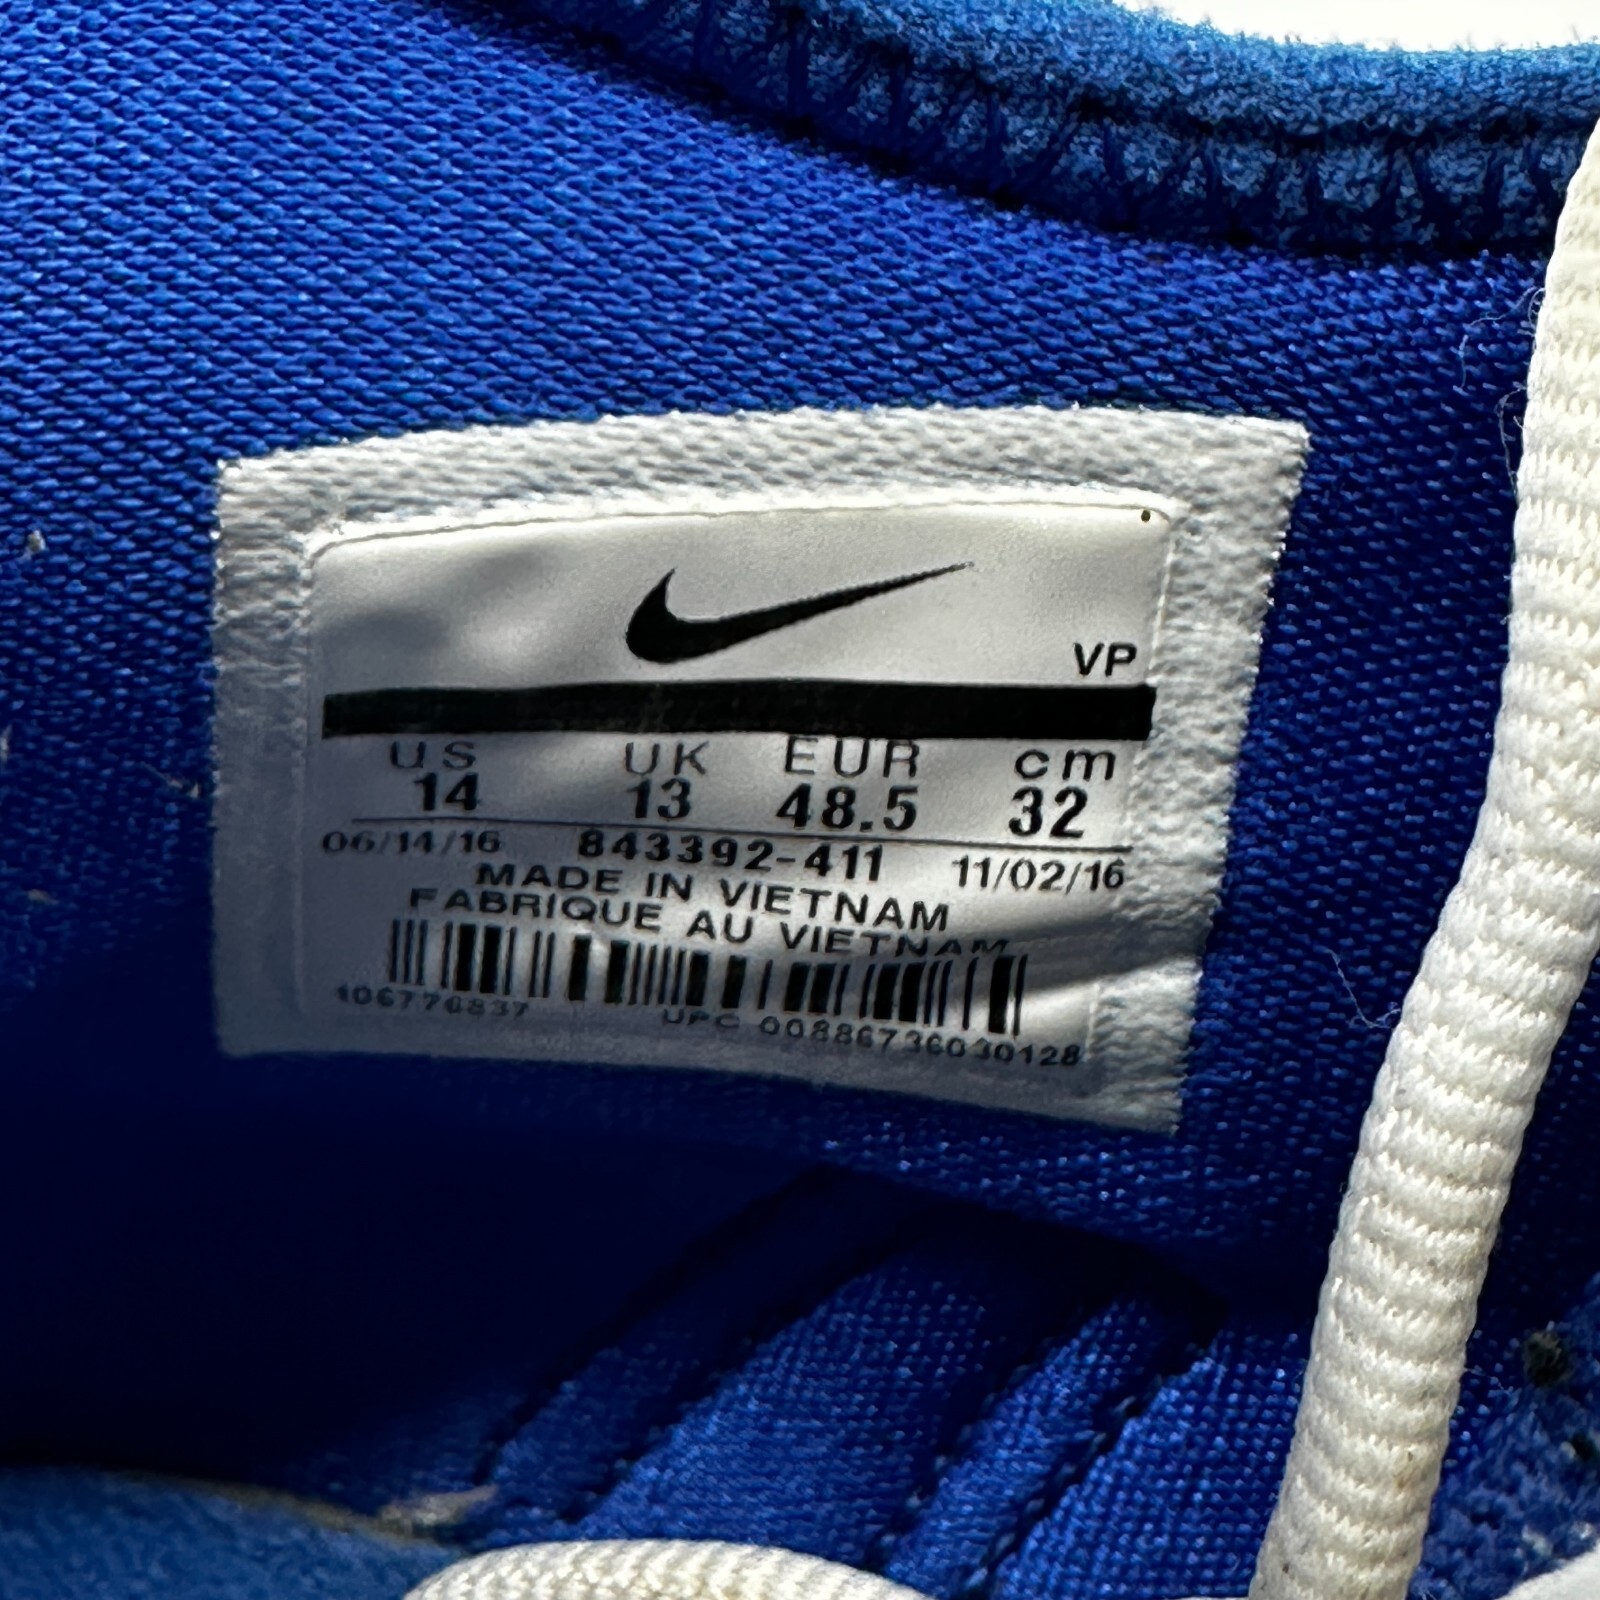 VP
US UK EUR cm
14 13 48.5 32
06/14/16 843392-411 11/02/16
MADE IN VIETNAM
FABRIQUE AU VIETNAM
106776837 UPC 00886736030128